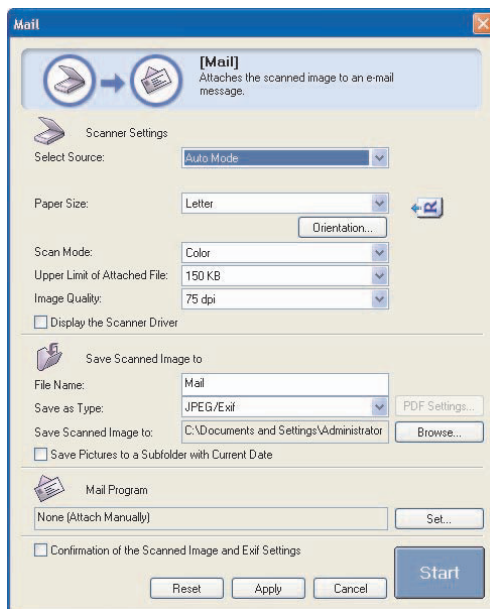 Mail
[Mail]
Attaches the scanned image to an e-mail
message.
Scanner Settings
Select Source: Auto Mode
Paper Size: Letter
Orientation...
Scan Mode: Color
Upper Limit of Attached File: 150 KB
Image Quality: 75 dpi
Display the Scanner Driver
Save Scanned Image to
File Name: Mail
Save as Type: JPEG/Exif PDF Settings...
Save Scanned Image to: C:\Documents and Settings\Administrator Browse...
Save Pictures to a Subfolder with Current Date
Mail Program
None (Attach Manually) Set...
Confirmation of the Scanned Image and Exif Settings
Start
Reset Apply Cancel